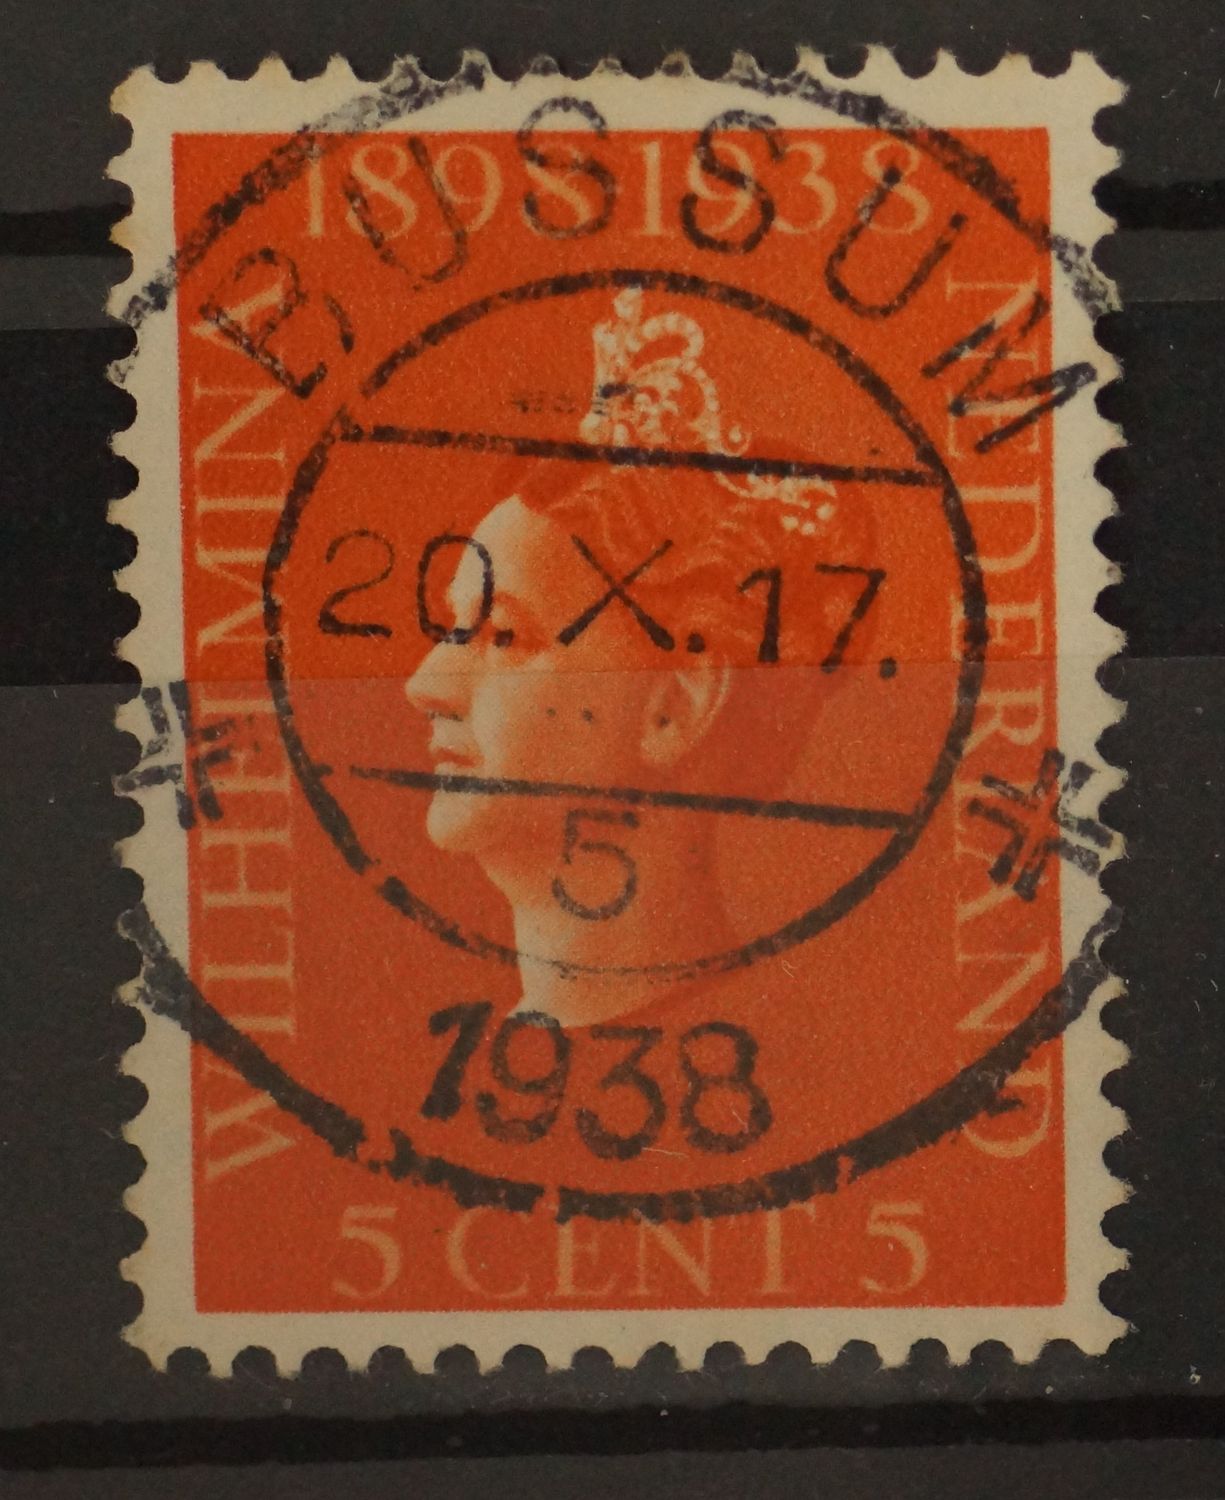 1898·1938
WILHELMINA
NEDERLAND
5 CENT 5
BUSSUM
20.X.17.
5
1938